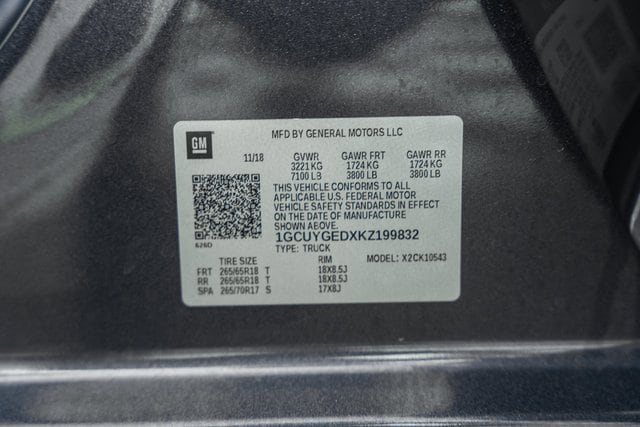 GM
MFD BY GENERAL MOTORS LLC
11/18 GVWR GAWR FRT GAWR RR
3221 KG 1724 KG 1724 KG
7100 LB 3800 LB 3800 LB
THIS VEHICLE CONFORMS TO ALL
APPLICABLE U.S. FEDERAL MOTOR
VEHICLE SAFETY STANDARDS IN EFFECT
ON THE DATE OF MANUFACTURE
SHOWN ABOVE.
1GCUYGEDXKZ199832
626D
TYPE: TRUCK
TIRE SIZE RIM MODEL: X2CK10543
FRT 265/65R18 T 18X8.5J
RR 265/65R18 T 18X8.5J
SPA 265/70R17 S 17X8J